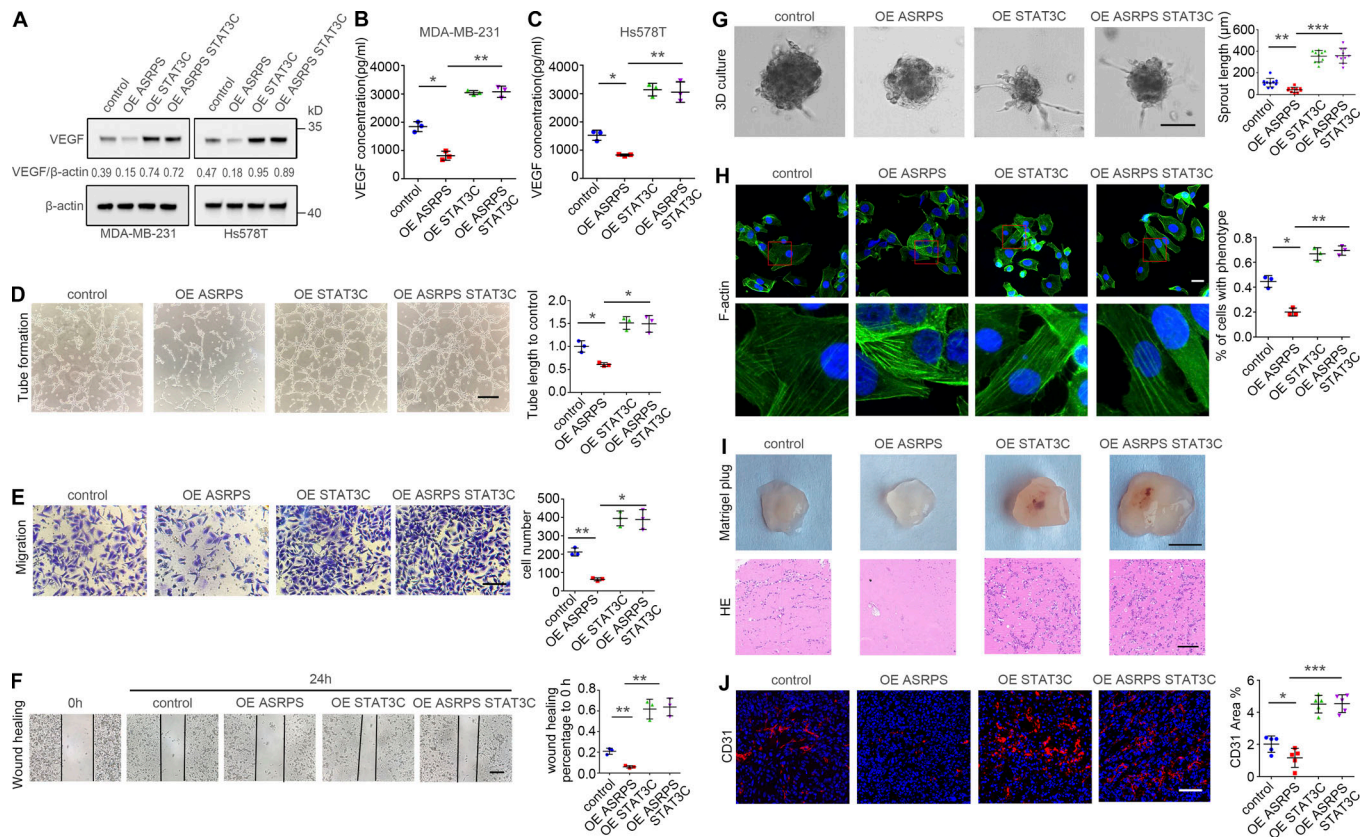 A
control
OE ASRPS
OE STAT3C
OE ASRPS STAT3C
control
OE ASRPS
OE STAT3C
OE ASRPS STAT3C
kD
VEGF
35
VEGF/β-actin
0.39 0.15 0.74 0.72 0.47 0.18 0.95 0.89
β-actin
40
MDA-MB-231 Hs578T
B
MDA-MB-231
VEGF concentration(pg/ml)
4000
3000
2000
1000
0
* **
control
OE ASRPS
OE STAT3C
OE ASRPS
STAT3C
C
Hs578T
VEGF concentration(pg/ml)
4000
3000
2000
1000
0
* **
control
OE ASRPS
OE STAT3C
OE ASRPS
STAT3C
D
control OE ASRPS OE STAT3C OE ASRPS STAT3C
Tube formation
Tube length to control
2.0
1.5
1.0
0.5
0.0
* *
control
OE ASRPS
OE STAT3C
OE ASRPS
STAT3C
E
control OE ASRPS OE STAT3C OE ASRPS STAT3C
Migration
cell number
500
400
300
200
100
0
** *
control
OE ASRPS
OE STAT3C
OE ASRPS
STAT3C
F
24h
0h control OE ASRPS OE STAT3C OE ASRPS STAT3C
Wound healing
wound healing
percentage to 0 h
0.8
0.6
0.4
0.2
0.0
** **
control
OE ASRPS
OE STAT3C
OE ASRPS
STAT3C
G
control OE ASRPS OE STAT3C OE ASRPS STAT3C
3D culture
Sprout length (μm)
600
400
200
0
** ***
control
OE ASRPS
OE STAT3C
OE ASRPS
STAT3C
H
control OE ASRPS OE STAT3C OE ASRPS STAT3C
F-actin
% of cells with phenotype
0.8
0.6
0.4
0.2
0.0
* **
control
OE ASRPS
OE STAT3C
OE ASRPS
STAT3C
I
control OE ASRPS OE STAT3C OE ASRPS STAT3C
Matrigel plug
HE
J
control OE ASRPS OE STAT3C OE ASRPS STAT3C
CD31
CD31 Area %
6
4
2
0
* ***
control
OE ASRPS
OE STAT3C
OE ASRPS
STAT3C